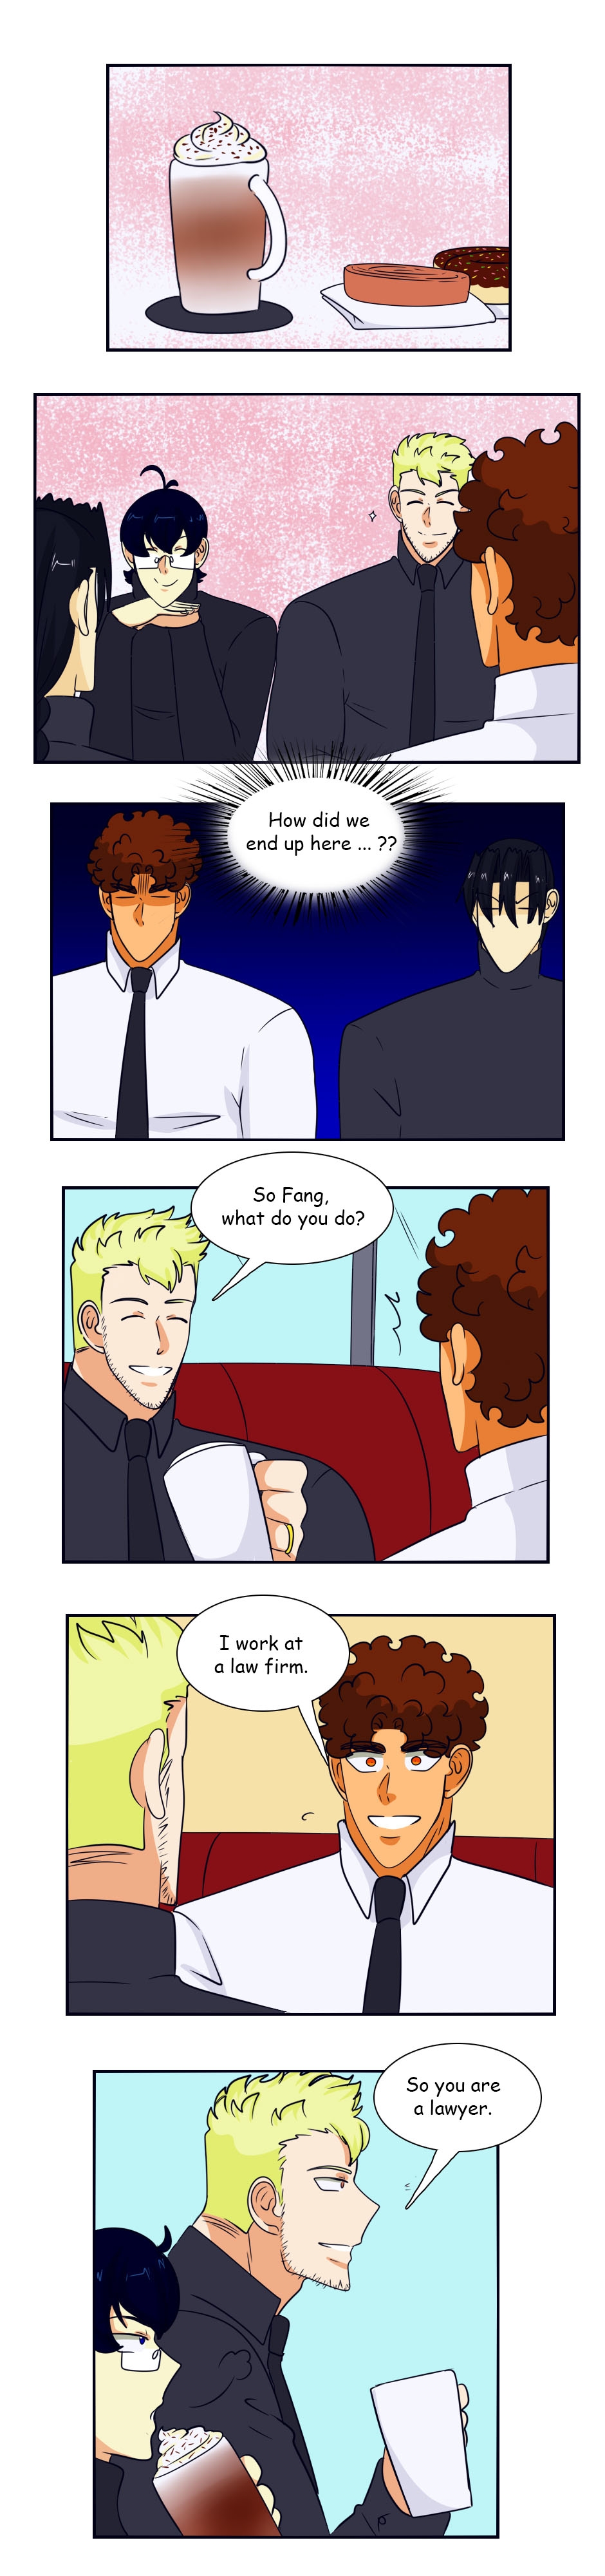 How did we
end up here ... ??
So Fang,
what do you do?
I work at
a law firm.
So you are
a lawyer.